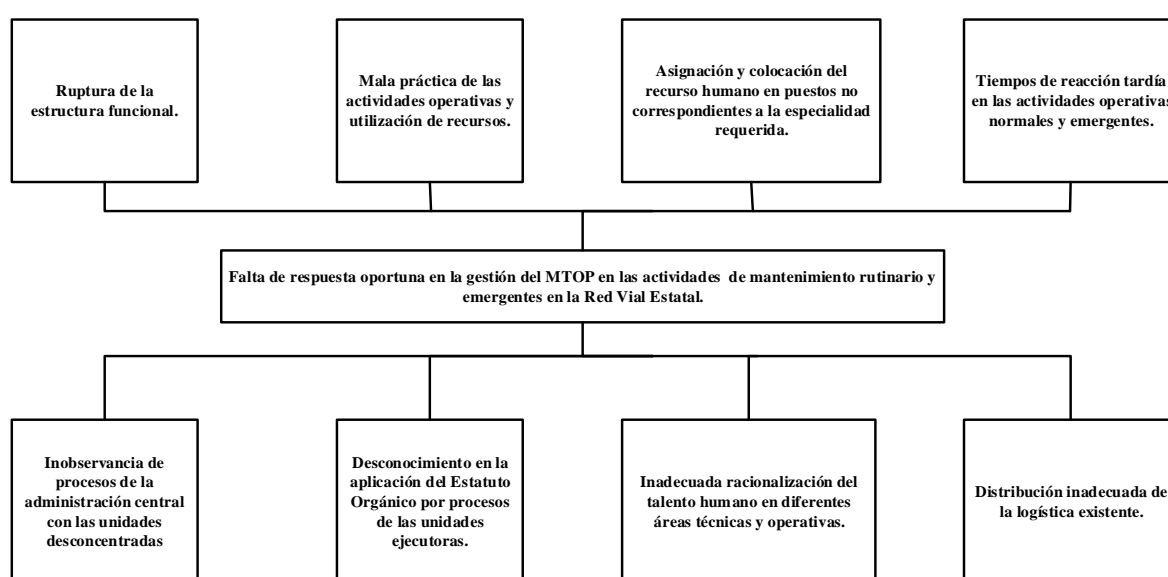 Ruptura de la
estructura funcional.
Mala práctica de las
actividades operativas y
utilización de recursos.
Asignación y colocación del
recurso humano en puestos no
correspondientes a la especialidad
requerida.
Tiempos de reacción tardía
en las actividades operativas
normales y emergentes.
Falta de respuesta oportuna en la gestión del MTOP en las actividades de mantenimiento rutinario y
emergentes en la Red Vial Estatal.
Inobservancia de
procesos de la
administración central
con las unidades
desconcentradas
Desconocimiento en la
aplicación del Estatuto
Orgánico por procesos
de las unidades
ejecutoras.
Inadecuada racionalización del
talento humano en diferentes
áreas técnicas y operativas.
Distribución inadecuada de
la logística existente.